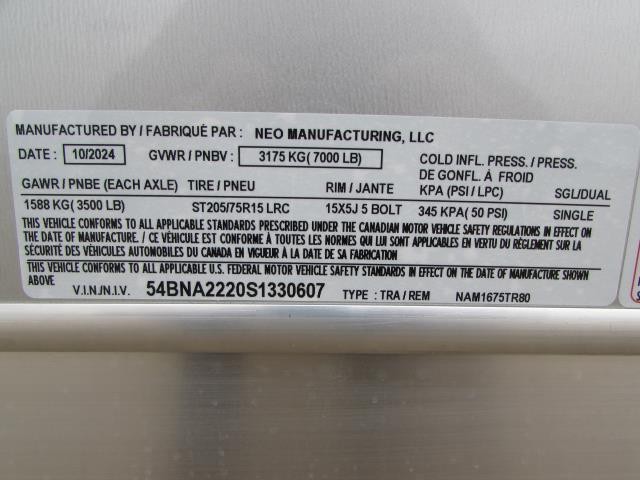 MANUFACTURED BY / FABRIQUÉ PAR : NEO MANUFACTURING, LLC
DATE : 10/2024 GVWR / PNBV : 3175 KG( 7000 LB) COLD INFL. PRESS. / PRESS.
DE GONFL. À FROID
GAWR / PNBE (EACH AXLE) TIRE / PNEU RIM / JANTE KPA (PSI / LPC) SGL/DUAL
1588 KG( 3500 LB) ST205/75R15 LRC 15X5J 5 BOLT 345 KPA( 50 PSI) SINGLE
THIS VEHICLE CONFORMS TO ALL APPLICABLE STANDARDS PRESCRIBED UNDER THE CANADIAN MOTOR VEHICLE SAFETY REGULATIONS IN EFFECT ON
THE DATE OF MANUFACTURE. / CE VÉHICULE EST CONFORME À TOUTES LES NORMES QUI LUI SONT APPLICABLES EN VERTU DU RÈGLEMENT SUR LA
SÉCURITÉ DES VÉHICULES AUTOMOBILES DU CANADA EN VIGUEUR À LA DATE DE SA FABRICATION.
THIS VEHICLE CONFORMS TO ALL APPLICABLE U.S. FEDERAL MOTOR VEHICLE SAFETY STANDARDS IN EFFECT ON THE DATE OF MANUFACTURE SHOWN
ABOVE
V.I.N./N.I.V. 54BNA2220S1330607 TYPE : TRA / REM NAM1675TR80